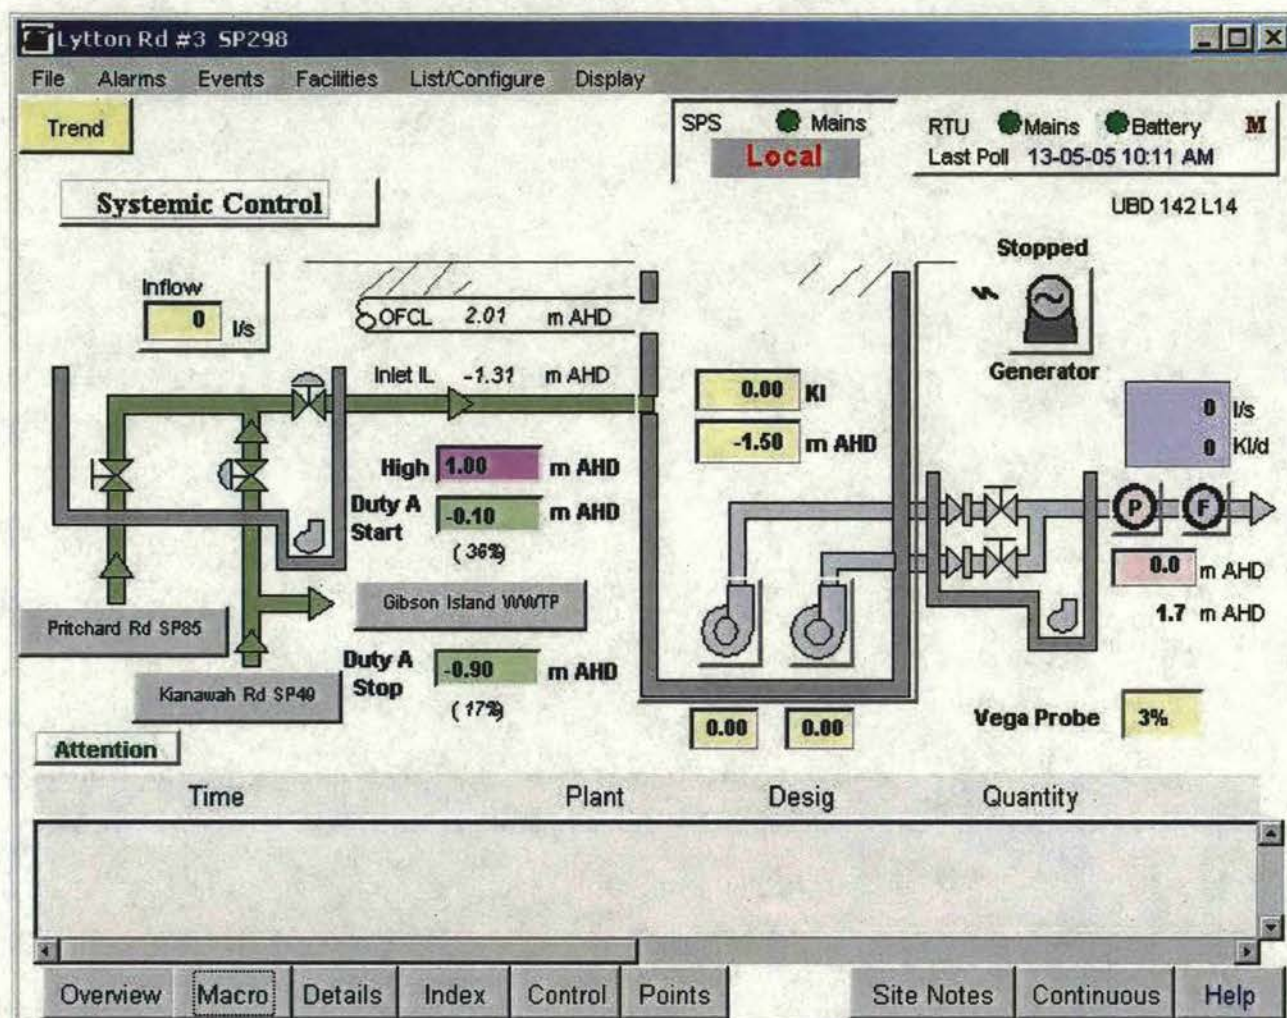 Lytton Rd #3 SP298
File Alarms Events Facilities List/Configure Display
Trend
SPS Mains
Local
RTU Mains Battery M
Last Poll 13-05-05 10:11 AM
UBD 142 L14
Systemic Control
Stopped
Generator
Inflow
0 l/s
OFCL 2.01 m AHD
Inlet IL -1.31 m AHD
0.00 Kl
-1.50 m AHD
0 l/s
0 Kl/d
High 1.00 m AHD
Duty A Start -0.10 m AHD
(36%)
P F
0.0 m AHD
1.7 m AHD
Gibson Island WWTP
Pritchard Rd SP85
Kianawah Rd SP40
Duty A Stop -0.90 m AHD
(17%)
0.00 0.00
Vega Probe 3%
Attention
Time Plant Desig Quantity
Overview Macro Details Index Control Points Site Notes Continuous Help